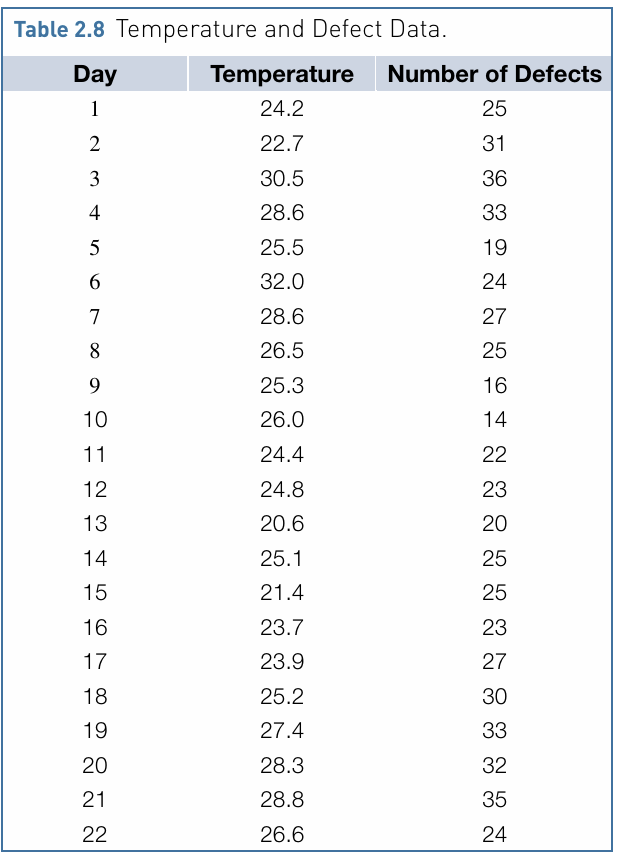 Table 2.8 Temperature and Defect Data.
Day Temperature Number of Defects
1 24.2 25
2 22.7 31
3 30.5 36
4 28.6 33
5 25.5 19
6 32.0 24
7 28.6 27
8 26.5 25
9 25.3 16
10 26.0 14
11 24.4 22
12 24.8 23
13 20.6 20
14 25.1 25
15 21.4 25
16 23.7 23
17 23.9 27
18 25.2 30
19 27.4 33
20 28.3 32
21 28.8 35
22 26.6 24